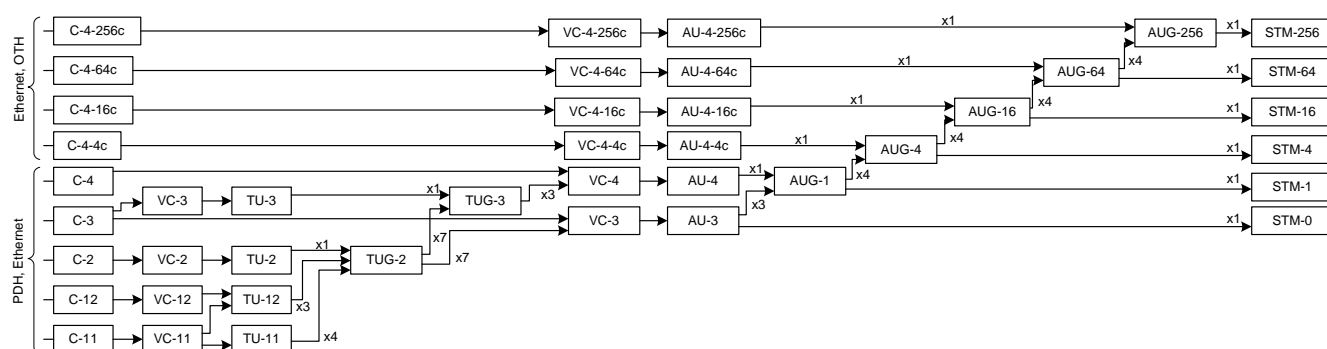 Ethernet, OTH
C-4-256c
VC-4-256c
AU-4-256c
x1
AUG-256
x1
STM-256
C-4-64c
VC-4-64c
AU-4-64c
x1
AUG-64
x4
x1
STM-64
C-4-16c
VC-4-16c
AU-4-16c
x1
AUG-16
x4
x1
STM-16
C-4-4c
VC-4-4c
AU-4-4c
x1
AUG-4
x4
x1
STM-4
PDH, Ethernet
C-4
VC-4
AU-4
x1
AUG-1
x4
x1
STM-1
VC-3
TU-3
x1
TUG-3
x3
C-3
VC-3
AU-3
x3
x1
STM-0
C-2
VC-2
TU-2
x1
TUG-2
x7
x7
C-12
VC-12
TU-12
x3
C-11
VC-11
TU-11
x4